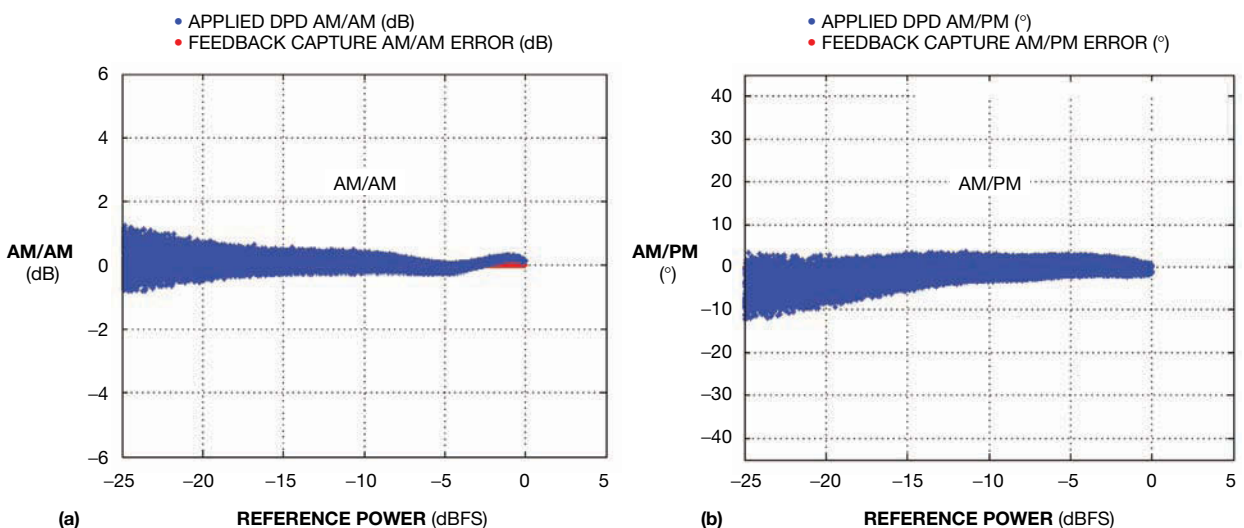 • APPLIED DPD AM/AM (dB)
• FEEDBACK CAPTURE AM/AM ERROR (dB)
6
4
2
0
−2
−4
−6
AM/AM
AM/AM
(dB)
−25 −20 −15 −10 −5 0 5
(a) REFERENCE POWER (dBFS)
• APPLIED DPD AM/PM (°)
• FEEDBACK CAPTURE AM/PM ERROR (°)
40
30
20
10
0
−10
−20
−30
−40
AM/PM
AM/PM
(°)
−25 −20 −15 −10 −5 0 5
(b) REFERENCE POWER (dBFS)